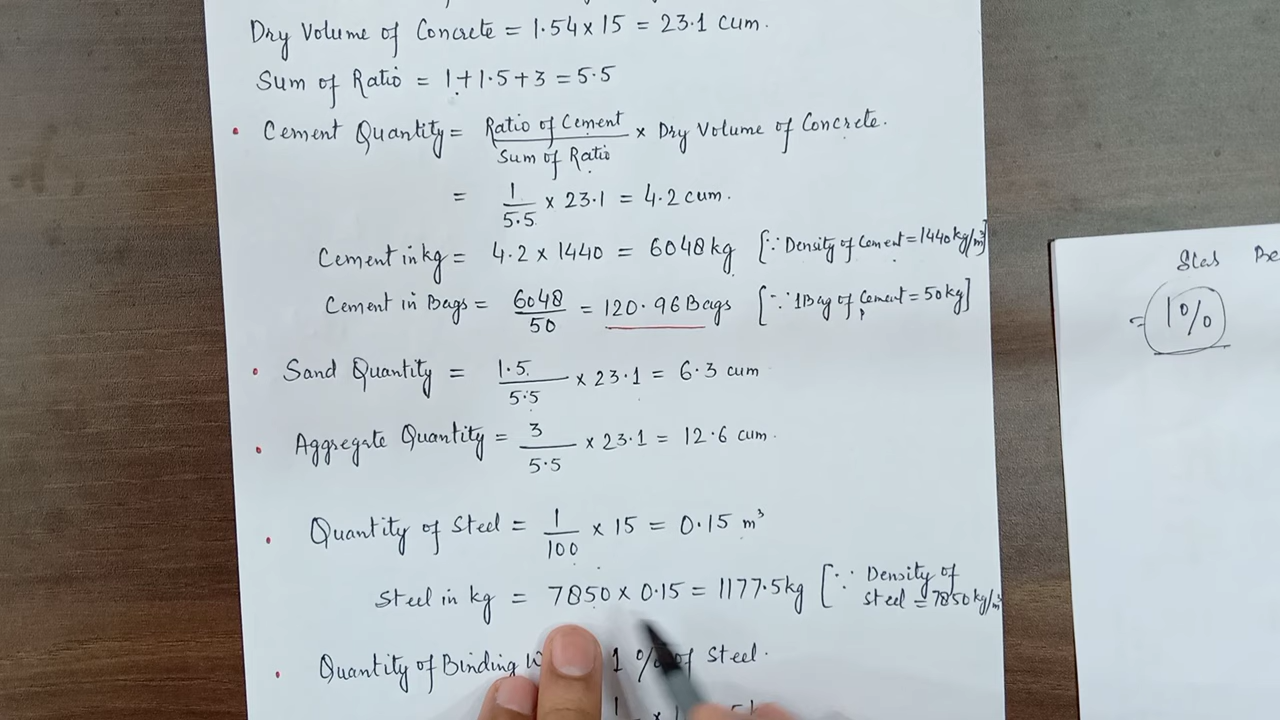 Dry Volume of Concrete = 1.54 x 15 = 23.1 cum.
Sum of Ratio = 1 + 1.5 + 3 = 5.5
• Cement Quantity = Ratio of Cement / Sum of Ratio x Dry Volume of Concrete.
= 1 / 5.5 x 23.1 = 4.2 cum.
Cement in kg = 4.2 x 1440 = 6048 kg [∵ Density of Cement = 1440 kg/m³]
Cement in Bags = 6048 / 50 = 120.96 Bags [∵ 1 Bag of Cement = 50 kg]
• Sand Quantity = 1.5 / 5.5 x 23.1 = 6.3 cum
• Aggregate Quantity = 3 / 5.5 x 23.1 = 12.6 cum.
• Quantity of Steel = 1 / 100 x 15 = 0.15 m³
Steel in kg = 7850 x 0.15 = 1177.5 kg [∵ Density of
Steel = 7850 kg/m³
• Quantity of Binding 1 % of Steel.
= 1%